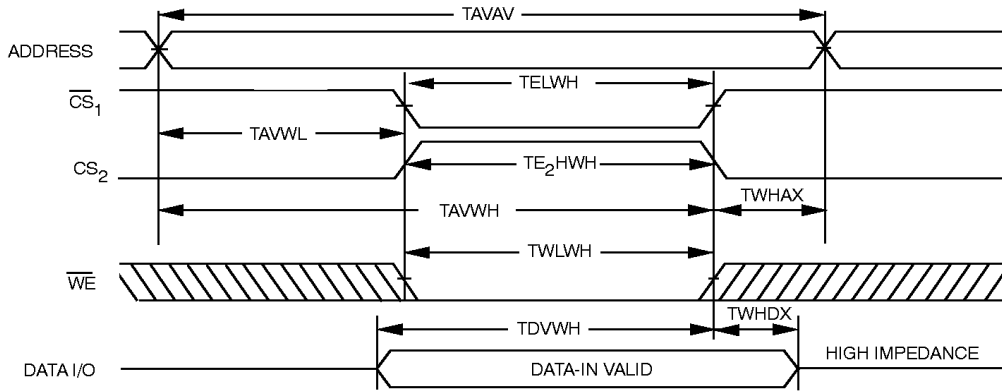 TAVAV
ADDRESS
TELWH
CS1
TAVWL
CS2
TE2HWH
TWHAX
TAVWH
TWLWH
WE
TWHDX
TDVWH
DATA I/O
DATA-IN VALID
HIGH IMPEDANCE